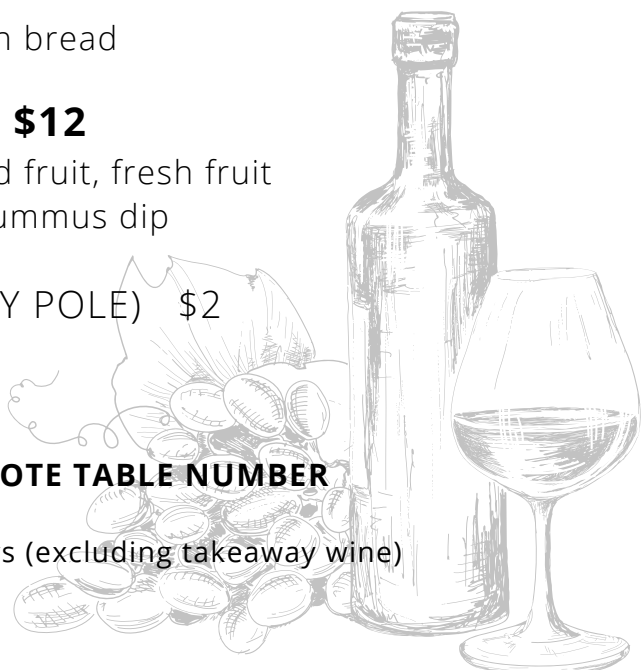 n bread
$12
d fruit, fresh fruit
ummus dip
Y POLE) $2
OTE TABLE NUMBER
s (excluding takeaway wine)